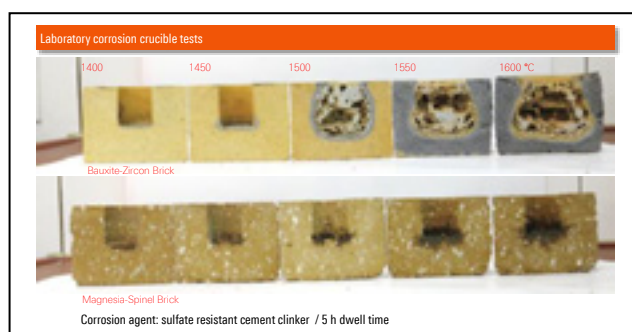 Laboratory corrosion crucible tests
1400 1450 1500 1550 1600 °C
Bauxite-Zircon Brick
Magnesia-Spinel Brick
Corrosion agent: sulfate resistant cement clinker / 5 h dwell time